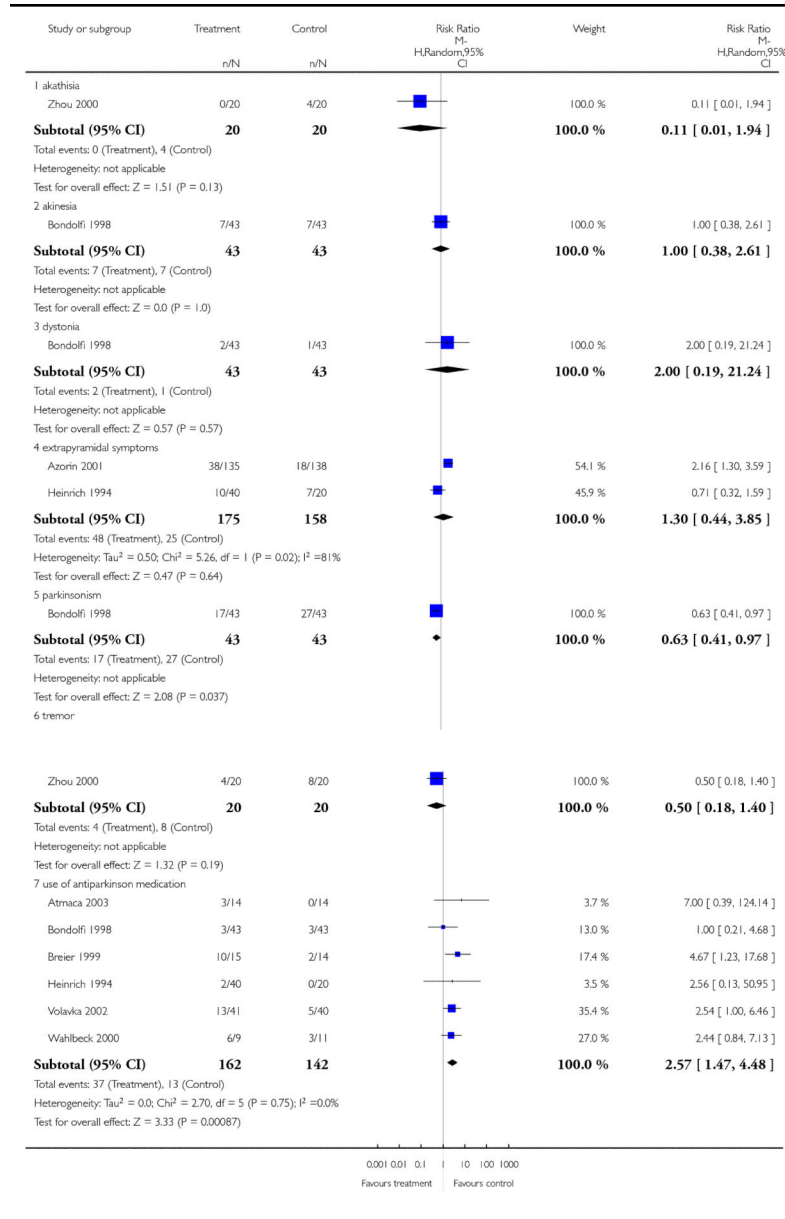 Study or subgroup Treatment Control Risk Ratio Weight Risk Ratio
M- M-
H,Random,95% H,Random,95%
n/N n/N CI CI
1 akathisia
Zhou 2000 0/20 4/20 100.0 % 0.11 [ 0.01, 1.94 ]
Subtotal (95% CI) 20 20 100.0 % 0.11 [ 0.01, 1.94 ]
Total events: 0 (Treatment), 4 (Control)
Heterogeneity: not applicable
Test for overall effect: Z = 1.51 (P = 0.13)
2 akinesia
Bondolfi 1998 7/43 7/43 100.0 % 1.00 [ 0.38, 2.61 ]
Subtotal (95% CI) 43 43 100.0 % 1.00 [ 0.38, 2.61 ]
Total events: 7 (Treatment), 7 (Control)
Heterogeneity: not applicable
Test for overall effect: Z = 0.0 (P = 1.0)
3 dystonia
Bondolfi 1998 2/43 1/43 100.0 % 2.00 [ 0.19, 21.24 ]
Subtotal (95% CI) 43 43 100.0 % 2.00 [ 0.19, 21.24 ]
Total events: 2 (Treatment), 1 (Control)
Heterogeneity: not applicable
Test for overall effect: Z = 0.57 (P = 0.57)
4 extrapyramidal symptoms
Azorin 2001 38/135 18/138 54.1 % 2.16 [ 1.30, 3.59 ]
Heinrich 1994 10/40 7/20 45.9 % 0.71 [ 0.32, 1.59 ]
Subtotal (95% CI) 175 158 100.0 % 1.30 [ 0.44, 3.85 ]
Total events: 48 (Treatment), 25 (Control)
Heterogeneity: Tau² = 0.50; Chi² = 5.26, df = 1 (P = 0.02); I² =81%
Test for overall effect: Z = 0.47 (P = 0.64)
5 parkinsonism
Bondolfi 1998 17/43 27/43 100.0 % 0.63 [ 0.41, 0.97 ]
Subtotal (95% CI) 43 43 100.0 % 0.63 [ 0.41, 0.97 ]
Total events: 17 (Treatment), 27 (Control)
Heterogeneity: not applicable
Test for overall effect: Z = 2.08 (P = 0.037)
6 tremor
Zhou 2000 4/20 8/20 100.0 % 0.50 [ 0.18, 1.40 ]
Subtotal (95% CI) 20 20 100.0 % 0.50 [ 0.18, 1.40 ]
Total events: 4 (Treatment), 8 (Control)
Heterogeneity: not applicable
Test for overall effect: Z = 1.32 (P = 0.19)
7 use of antiparkinson medication
Atmaca 2003 3/14 0/14 3.7 % 7.00 [ 0.39, 124.14 ]
Bondolfi 1998 3/43 3/43 13.0 % 1.00 [ 0.21, 4.68 ]
Breier 1999 10/15 2/14 17.4 % 4.67 [ 1.23, 17.68 ]
Heinrich 1994 2/40 0/20 3.5 % 2.56 [ 0.13, 50.95 ]
Volavka 2002 13/41 5/40 35.4 % 2.54 [ 1.00, 6.46 ]
Wahlbeck 2000 6/9 3/11 27.0 % 2.44 [ 0.84, 7.13 ]
Subtotal (95% CI) 162 142 100.0 % 2.57 [ 1.47, 4.48 ]
Total events: 37 (Treatment), 13 (Control)
Heterogeneity: Tau² = 0.0; Chi² = 2.70, df = 5 (P = 0.75); I² =0.0%
Test for overall effect: Z = 3.33 (P = 0.00087)
0.001 0.01 0.1 1 10 100 1000
Favours treatment Favours control